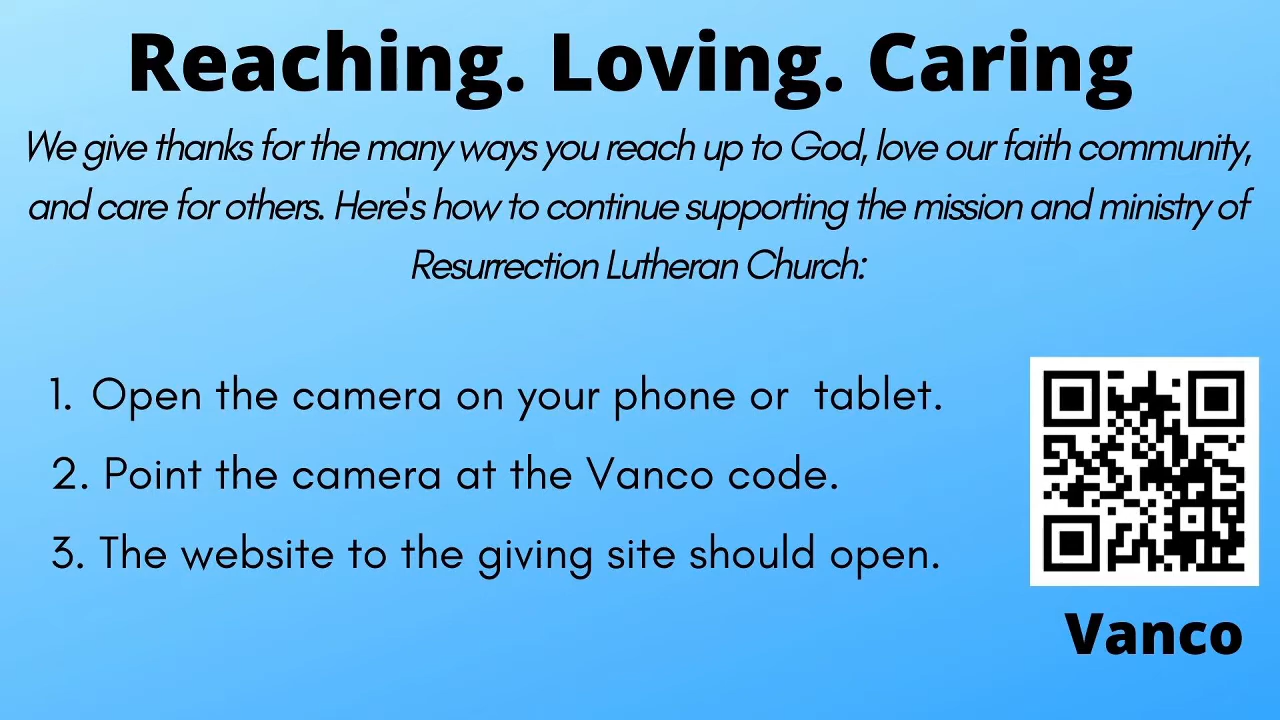 Reaching. Loving. Caring
We give thanks for the many ways you reach up to God, love our faith community,
and care for others. Here's how to continue supporting the mission and ministry of
Resurrection Lutheran Church:
1. Open the camera on your phone or  tablet.
2. Point the camera at the Vanco code.
3. The website to the giving site should open.
Vanco